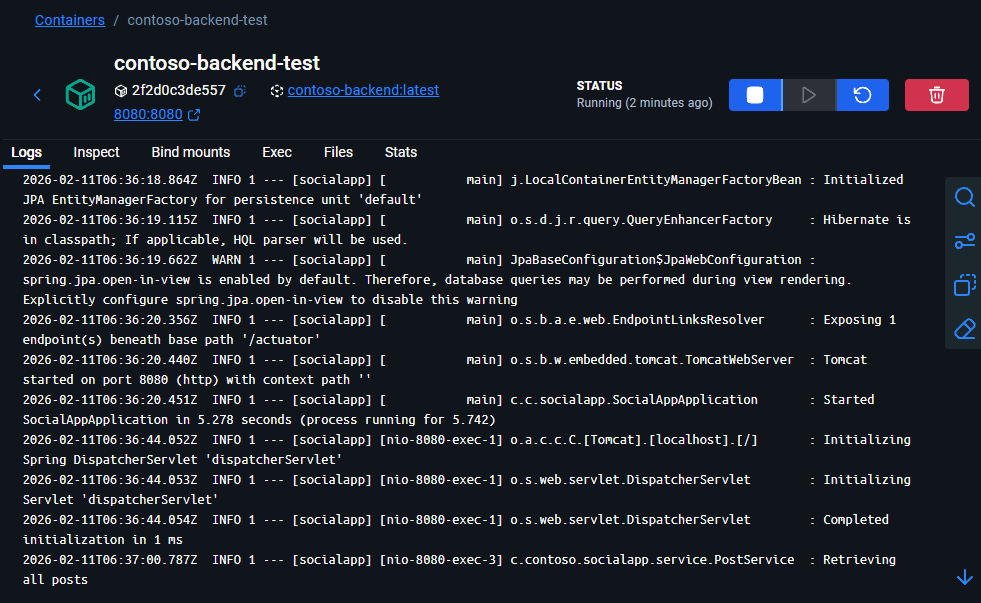 Containers / contoso-backend-test
contoso-backend-test
2f2d0c3de557 contoso-backend:latest
8080:8080
STATUS
Running (2 minutes ago)
Logs Inspect Bind mounts Exec Files Stats
2026-02-11T06:36:18.864Z  INFO 1 --- [socialapp] [           main] j.LocalContainerEntityManagerFactoryBean : Initialized
JPA EntityManagerFactory for persistence unit 'default'
2026-02-11T06:36:19.115Z  INFO 1 --- [socialapp] [           main] o.s.d.j.r.query.QueryEnhancerFactory     : Hibernate is
in classpath; If applicable, HQL parser will be used.
2026-02-11T06:36:19.662Z  WARN 1 --- [socialapp] [           main] JpaBaseConfiguration$JpaWebConfiguration :
spring.jpa.open-in-view is enabled by default. Therefore, database queries may be performed during view rendering.
Explicitly configure spring.jpa.open-in-view to disable this warning
2026-02-11T06:36:20.356Z  INFO 1 --- [socialapp] [           main] o.s.b.a.e.web.EndpointLinksResolver      : Exposing 1
endpoint(s) beneath base path '/actuator'
2026-02-11T06:36:20.440Z  INFO 1 --- [socialapp] [           main] o.s.b.w.embedded.tomcat.TomcatWebServer  : Tomcat
started on port 8080 (http) with context path ''
2026-02-11T06:36:20.451Z  INFO 1 --- [socialapp] [           main] c.c.socialapp.SocialAppApplication       : Started
SocialAppApplication in 5.278 seconds (process running for 5.742)
2026-02-11T06:36:44.052Z  INFO 1 --- [socialapp] [nio-8080-exec-1] o.a.c.c.C.[Tomcat].[localhost].[/]       : Initializing
Spring DispatcherServlet 'dispatcherServlet'
2026-02-11T06:36:44.053Z  INFO 1 --- [socialapp] [nio-8080-exec-1] o.s.web.servlet.DispatcherServlet        : Initializing
Servlet 'dispatcherServlet'
2026-02-11T06:36:44.054Z  INFO 1 --- [socialapp] [nio-8080-exec-1] o.s.web.servlet.DispatcherServlet        : Completed
initialization in 1 ms
2026-02-11T06:37:00.787Z  INFO 1 --- [socialapp] [nio-8080-exec-3] c.contoso.socialapp.service.PostService  : Retrieving
all posts